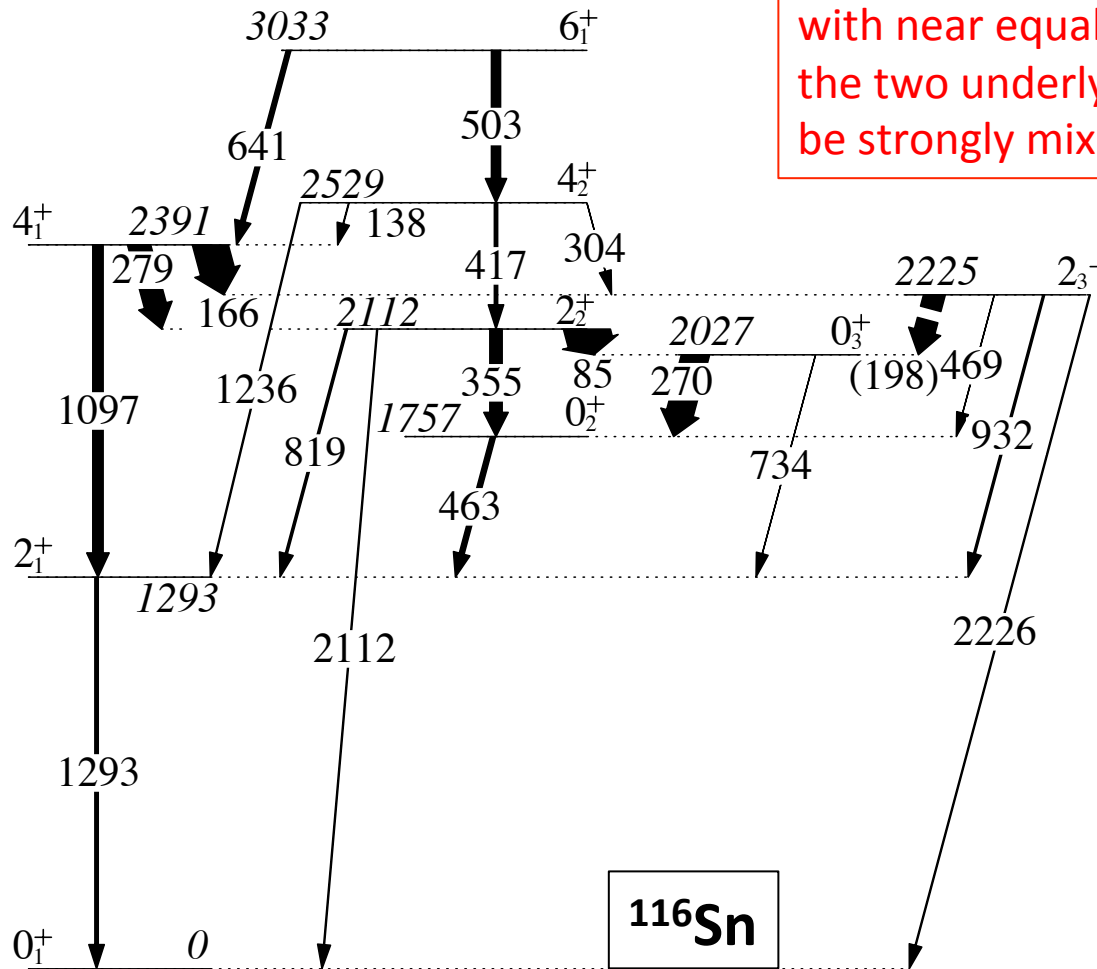 with near equal
the two underly
be strongly mix
3033 6₁⁺
641 503
2529 4₂⁺
4₁⁺ 2391 138 304
279 417 2225 2₃
166 2112 2₂⁺ 2027 0₃⁺
1097 1236 355 85 270 (198) 469
1757 0₂⁺
819 734 932
463
2₁⁺
1293
2112 2226
1293
¹¹⁶Sn
0₁⁺ 0